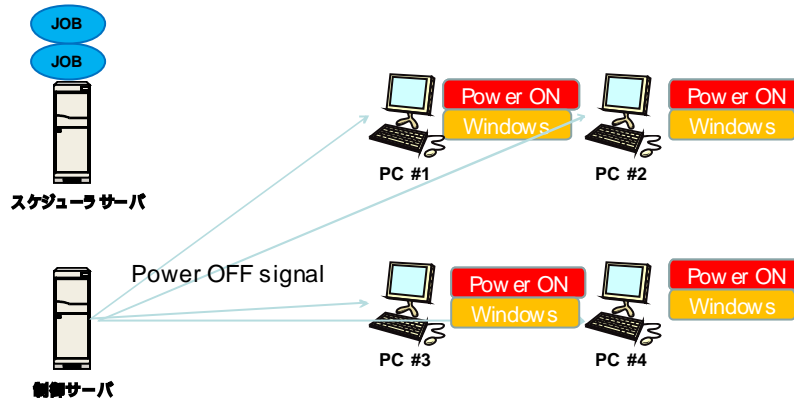 JOB
JOB
スケジューラサーバ
Power ON
Windows
PC #1
Power ON
Windows
PC #2
Power OFF signal
制御サーバ
Power ON
Windows
PC #3
Power ON
Windows
PC #4